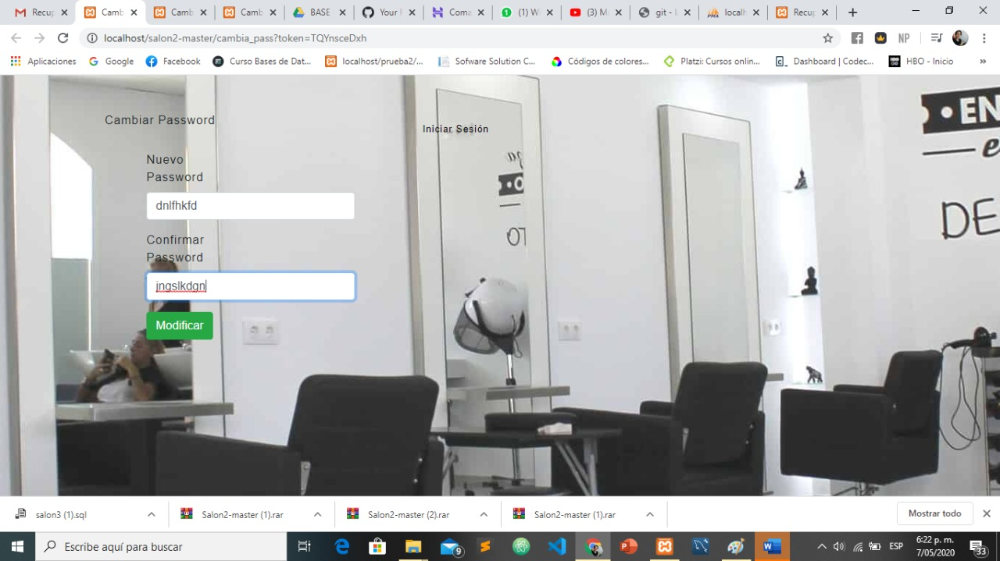 Recup
Camb
Camb
Camb
BASE
Your F
Coma
(1) W
(3) M
git - l
localh
Recup
localhost/salon2-master/cambia_pass?token=TQYnsceDxh
NP
Aplicaciones
Google
Facebook
Curso Bases de Dat...
localhost/prueba2/...
Sofware Solution C...
Códigos de colores...
Platzi: Cursos onlin...
Dashboard | Codec...
HBO - Inicio
»
Cambiar Password
Iniciar Sesión
Nuevo
Password
dnlfhkfd
Confirmar
Password
jngslkdgn
Modificar
EN
e
DE
salon3 (1).sql
Salon2-master (1).rar
Salon2-master (2).rar
Salon2-master (1).rar
Mostrar todo
Escribe aquí para buscar
9
ESP
6:22 p. m.
7/05/2020
33